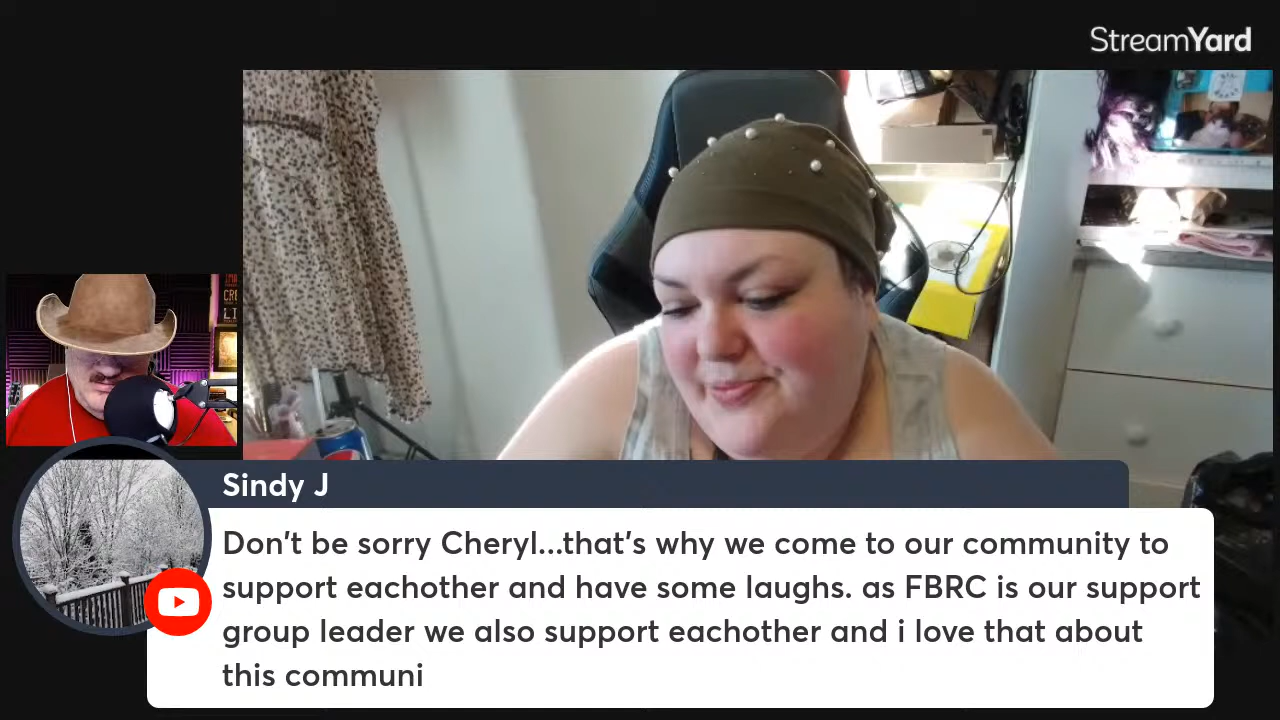 StreamYard
Sindy J
Don't be sorry Cheryl...that's why we come to our community to
support eachother and have some laughs. as FBRC is our support
group leader we also support eachother and i love that about
this communi